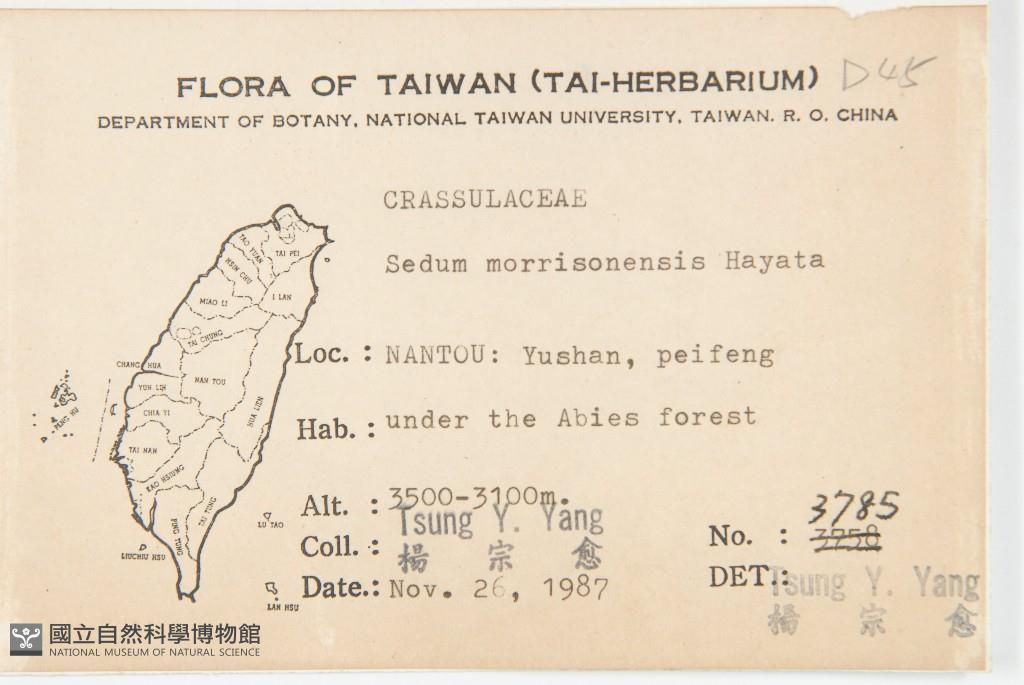 D45
FLORA OF TAIWAN (TAI-HERBARIUM)
DEPARTMENT OF BOTANY, NATIONAL TAIWAN UNIVERSITY, TAIWAN. R. O. CHINA
CRASSULACEAE
Sedum morrisonensis Hayata
TAI PEI
TAO YUAN
HSIN CHU
I LAN
MIAO LI
TAI CHUNG
CHANG HUA
NAN TOU
YUN LIN
HUA LIEN
CHIA YI
PENG HU
TAI NAN
KAO HSIUNG
TAI TUNG
PING TUNG
LU TAO
LIUCHIU HSU
LAN HSU
Loc. : NANTOU: Yushan, peifeng
Hab. : under the Abies forest
Alt. : 3500-3100m.
Coll. : Tsung Y. Yang
楊 宗 愈
Date.: Nov. 26, 1987
3785
No. : 3758
DET.: Tsung Y. Yang
楊 宗 愈
國立自然科學博物館
NATIONAL MUSEUM OF NATURAL SCIENCE